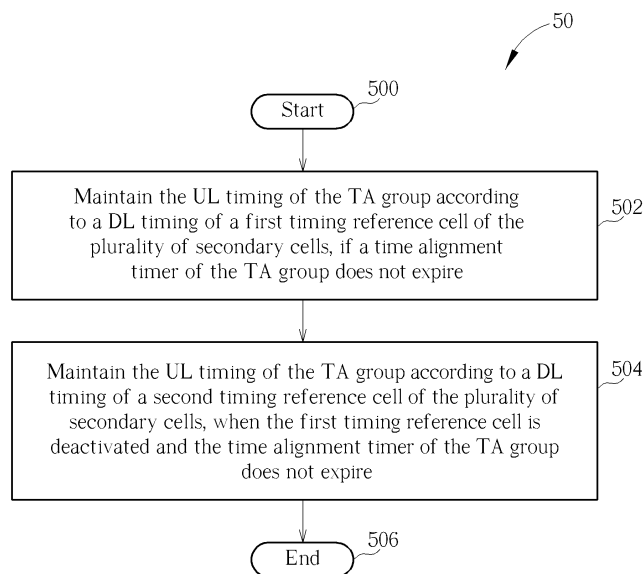 50
Start
500
Maintain the UL timing of the TA group according
to a DL timing of a first timing reference cell of the
plurality of secondary cells, if a time alignment
timer of the TA group does not expire
502
Maintain the UL timing of the TA group according to a DL
timing of a second timing reference cell of the plurality of
secondary cells, when the first timing reference cell is
deactivated and the time alignment timer of the TA group
does not expire
504
End
506